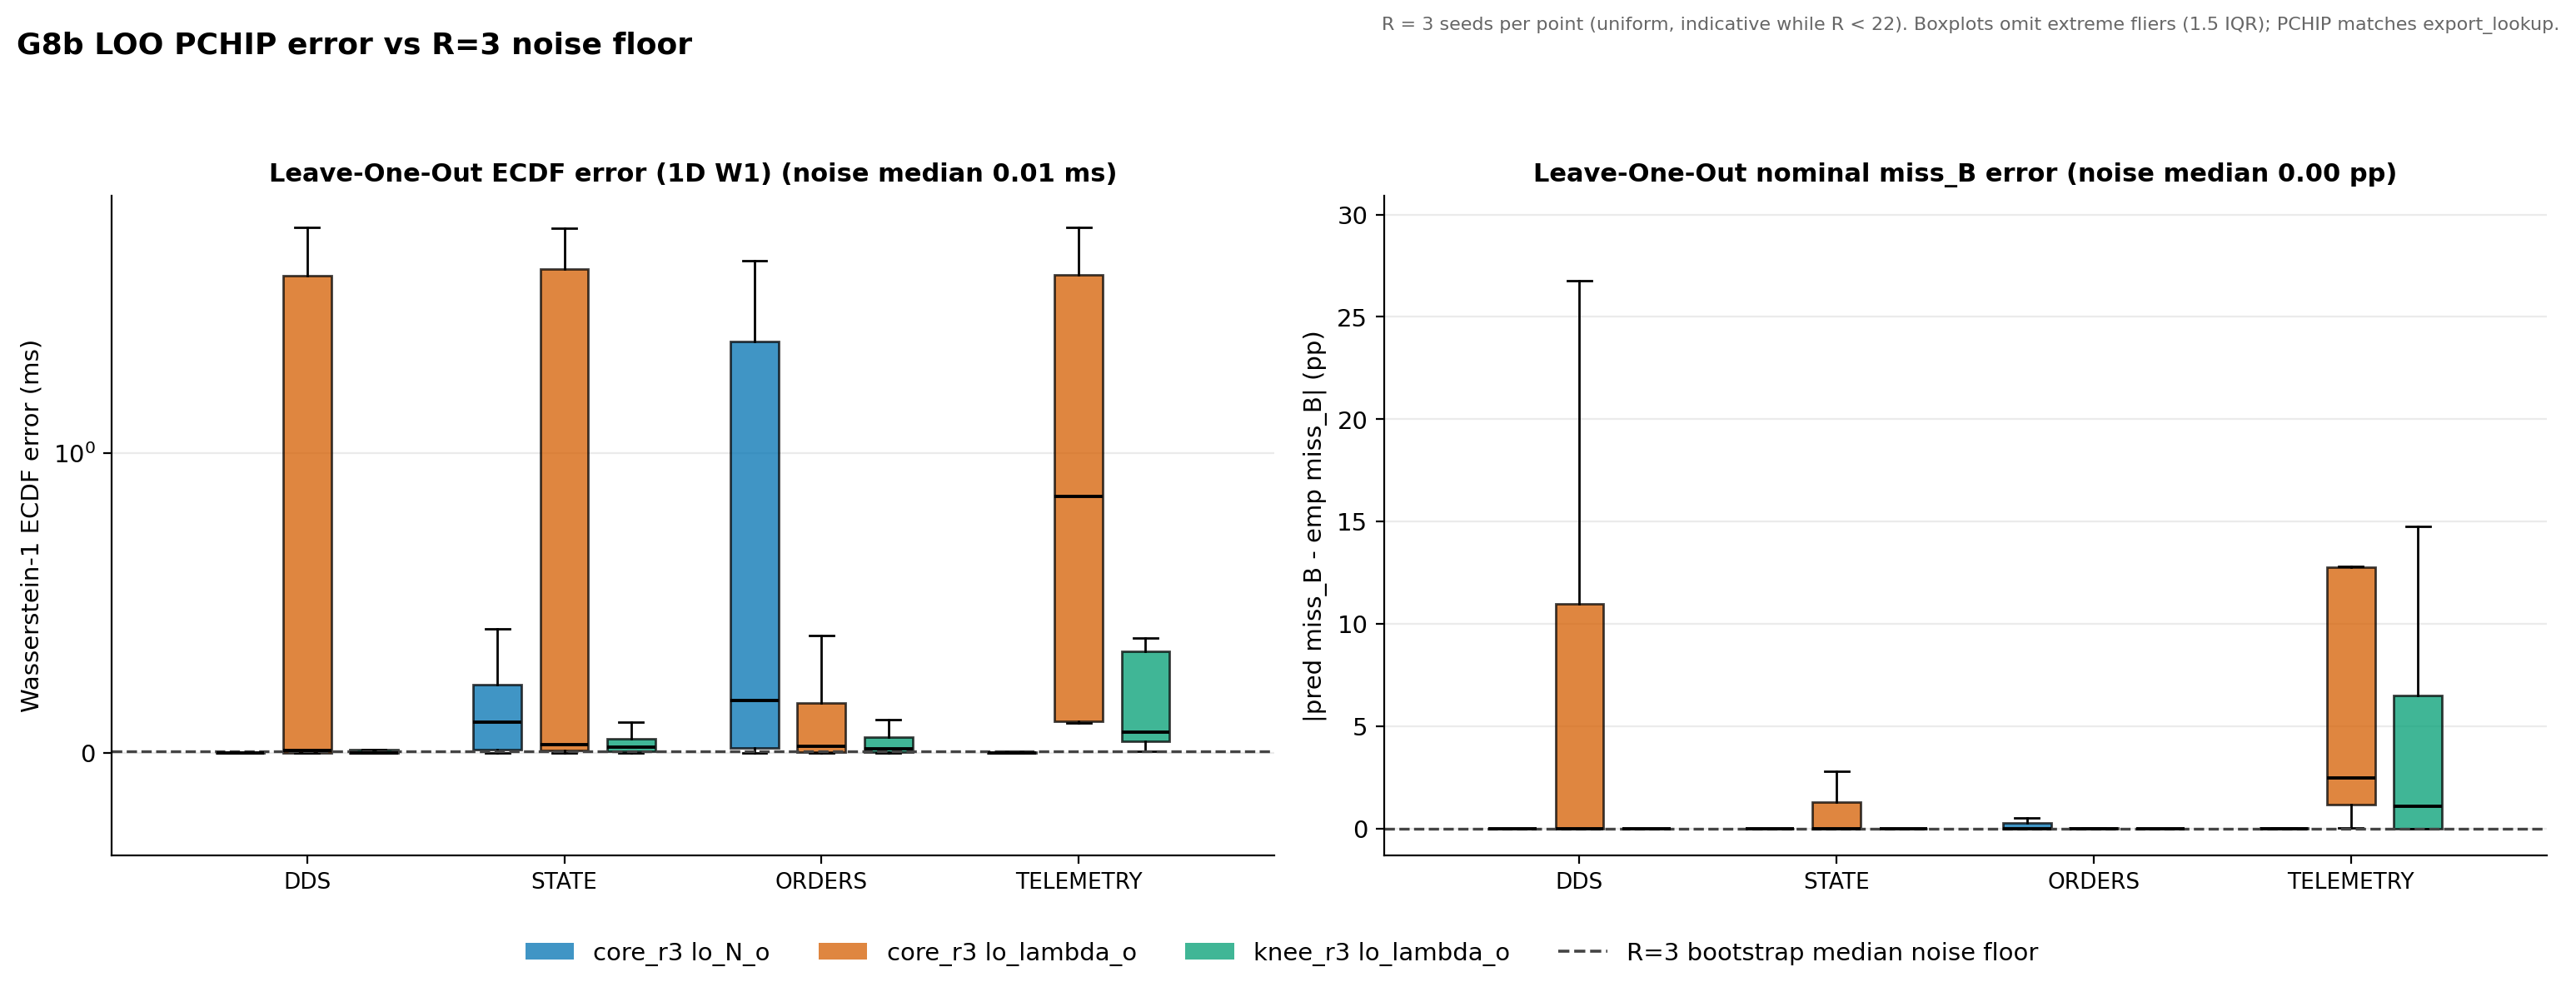 R = 3 seeds per point (uniform, indicative while R < 22). Boxplots omit extreme fliers (1.5 IQR); PCHIP matches export_lookup.
G8b LOO PCHIP error vs R=3 noise floor
Leave-One-Out ECDF error (1D W1) (noise median 0.01 ms)
Wasserstein-1 ECDF error (ms)
10⁰
0
DDS
STATE
ORDERS
TELEMETRY
Leave-One-Out nominal miss_B error (noise median 0.00 pp)
|pred miss_B - emp miss_B| (pp)
30
25
20
15
10
5
0
DDS
STATE
ORDERS
TELEMETRY
core_r3 lo_N_o
core_r3 lo_lambda_o
knee_r3 lo_lambda_o
R=3 bootstrap median noise floor